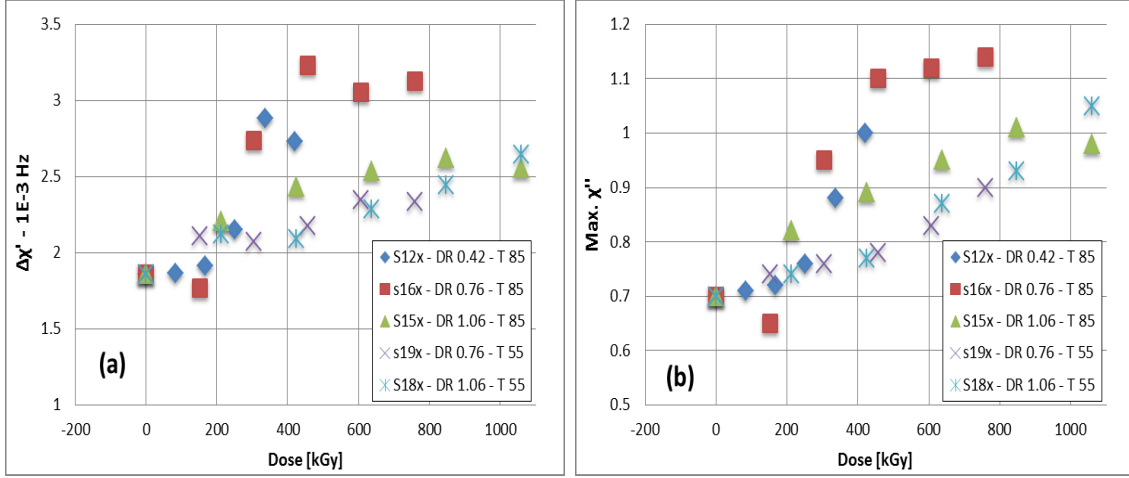 3.5
3
2.5
2
1.5
1
Δχ' - 1E-3 Hz
(a)
S12x - DR 0.42 - T 85
s16x - DR 0.76 - T 85
S15x - DR 1.06 - T 85
s19x - DR 0.76 - T 55
S18x - DR 1.06 - T 55
-200 0 200 400 600 800 1000
Dose [kGy]
1.2
1.1
1
0.9
0.8
0.7
0.6
0.5
Max. χ''
(b)
S12x - DR 0.42 - T 85
s16x - DR 0.76 - T 85
S15x - DR 1.06 - T 85
s19x - DR 0.76 - T 55
S18x - DR 1.06 - T 55
-200 0 200 400 600 800 1000
Dose [kGy]